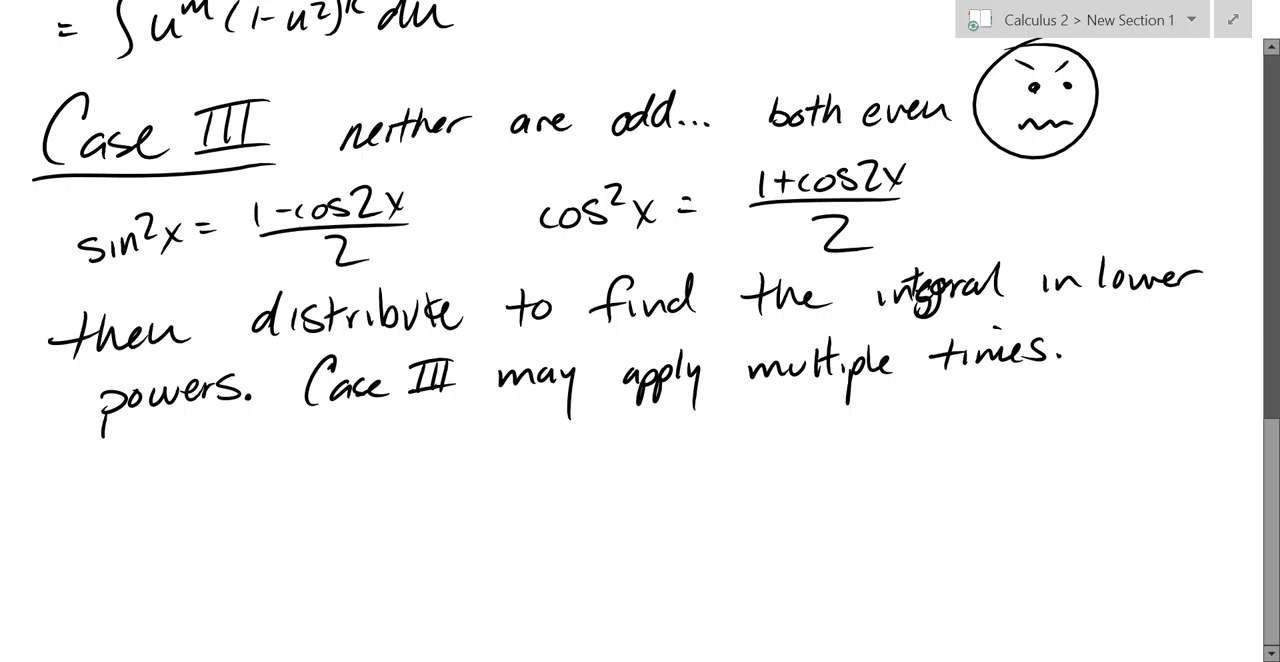 = ∫ u^m (1-u²)^k du
Calculus 2 > New Section 1
Case III neither are odd... both even
sin²x = (1-cos2x)/2 cos²x = (1+cos2x)/2
then distribute to find the integral in lower
powers. Case III may apply multiple times.